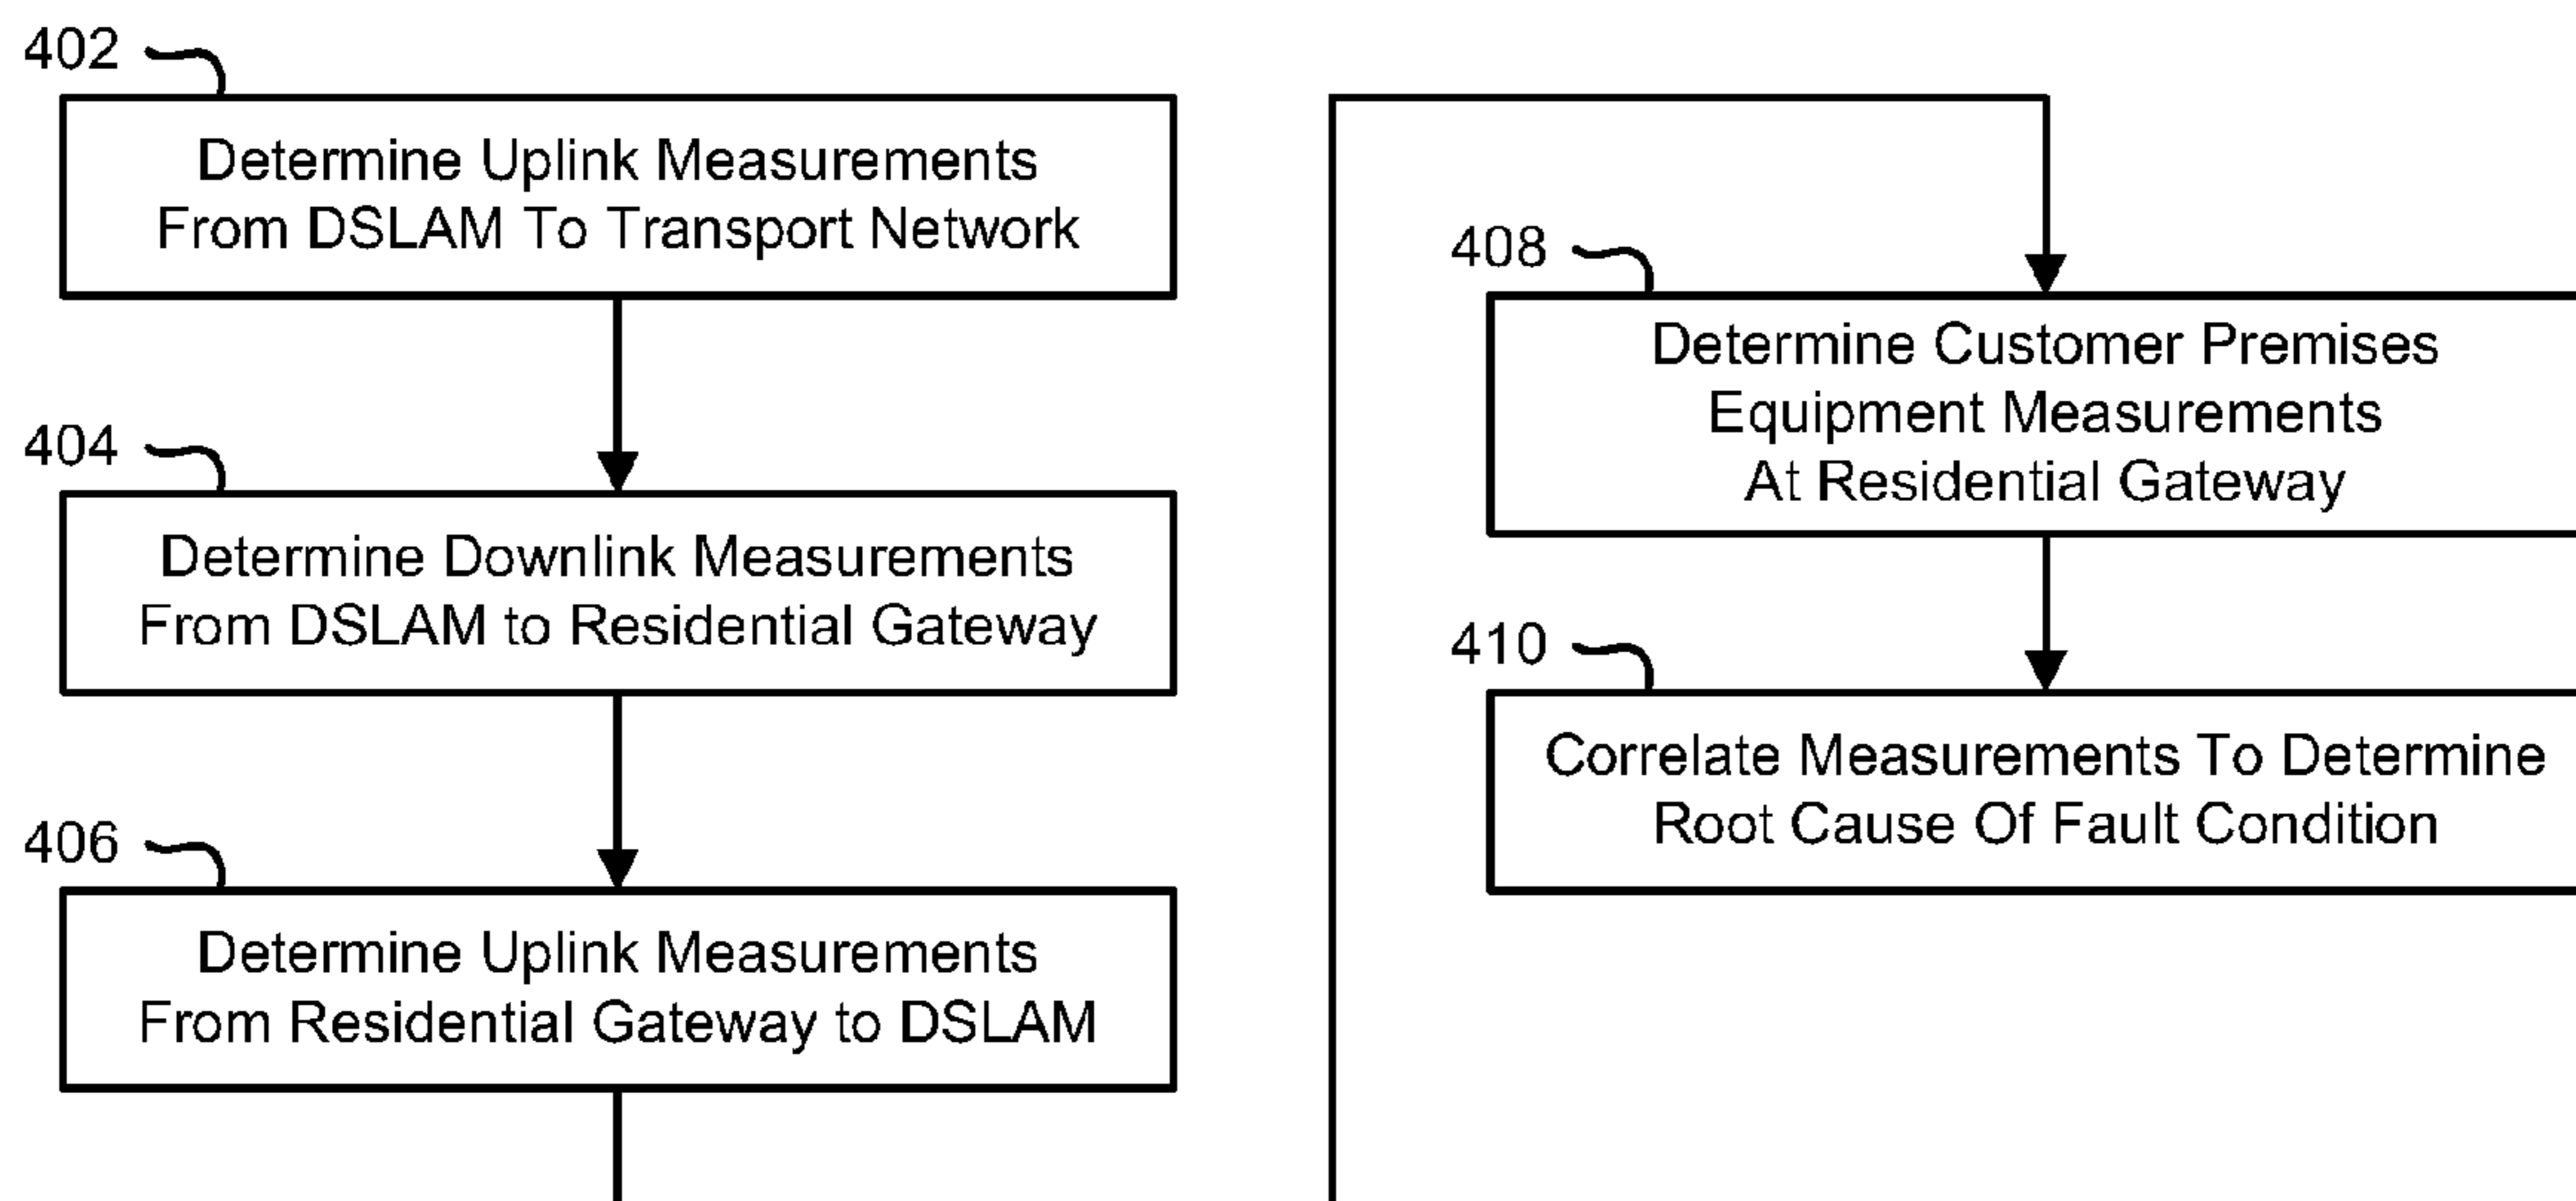 402
Determine Uplink Measurements
From DSLAM To Transport Network
404
Determine Downlink Measurements
From DSLAM to Residential Gateway
406
Determine Uplink Measurements
From Residential Gateway to DSLAM
408
Determine Customer Premises
Equipment Measurements
At Residential Gateway
410
Correlate Measurements To Determine
Root Cause Of Fault Condition